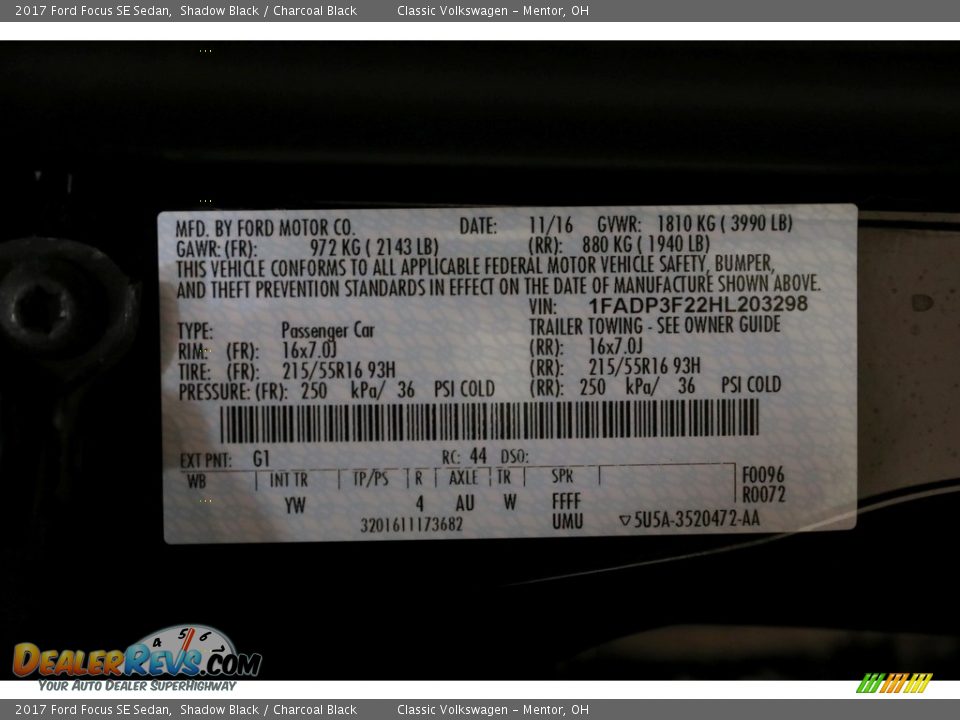 2017 Ford Focus SE Sedan,  Shadow Black / Charcoal Black  Classic Volkswagen – Mentor, OH
MFD. BY FORD MOTOR CO.  DATE:  11/16  GVWR:  1810 KG ( 3990 LB)
GAWR: (FR):  972 KG ( 2143 LB)  (RR):  880 KG ( 1940 LB)
THIS VEHICLE CONFORMS TO ALL APPLICABLE FEDERAL MOTOR VEHICLE SAFETY, BUMPER,
AND THEFT PREVENTION STANDARDS IN EFFECT ON THE DATE OF MANUFACTURE SHOWN ABOVE.
VIN:  1FADP3F22HL203298
TYPE:  Passenger Car  TRAILER TOWING - SEE OWNER GUIDE
RIM:  (FR):  16x7.0J  (RR):  16x7.0J
TIRE:  (FR):  215/55R16 93H  (RR):  215/55R16 93H
PRESSURE: (FR):  250  kPa/  36  PSI COLD  (RR):  250  kPa/  36  PSI COLD
EXT PNT:  G1  RC:  44  DSO:
WB  INT TR  TP/PS  R  AXLE  TR  SPK  F0096
R0072
YW  4  AU  W  FFFF
3201611173682  UMU  ▽5U5A-3520472-AA
4 5 6
DEALERREVS.COM
YOUR AUTO DEALER SUPERHIGHWAY
2017 Ford Focus SE Sedan,  Shadow Black / Charcoal Black  Classic Volkswagen – Mentor, OH